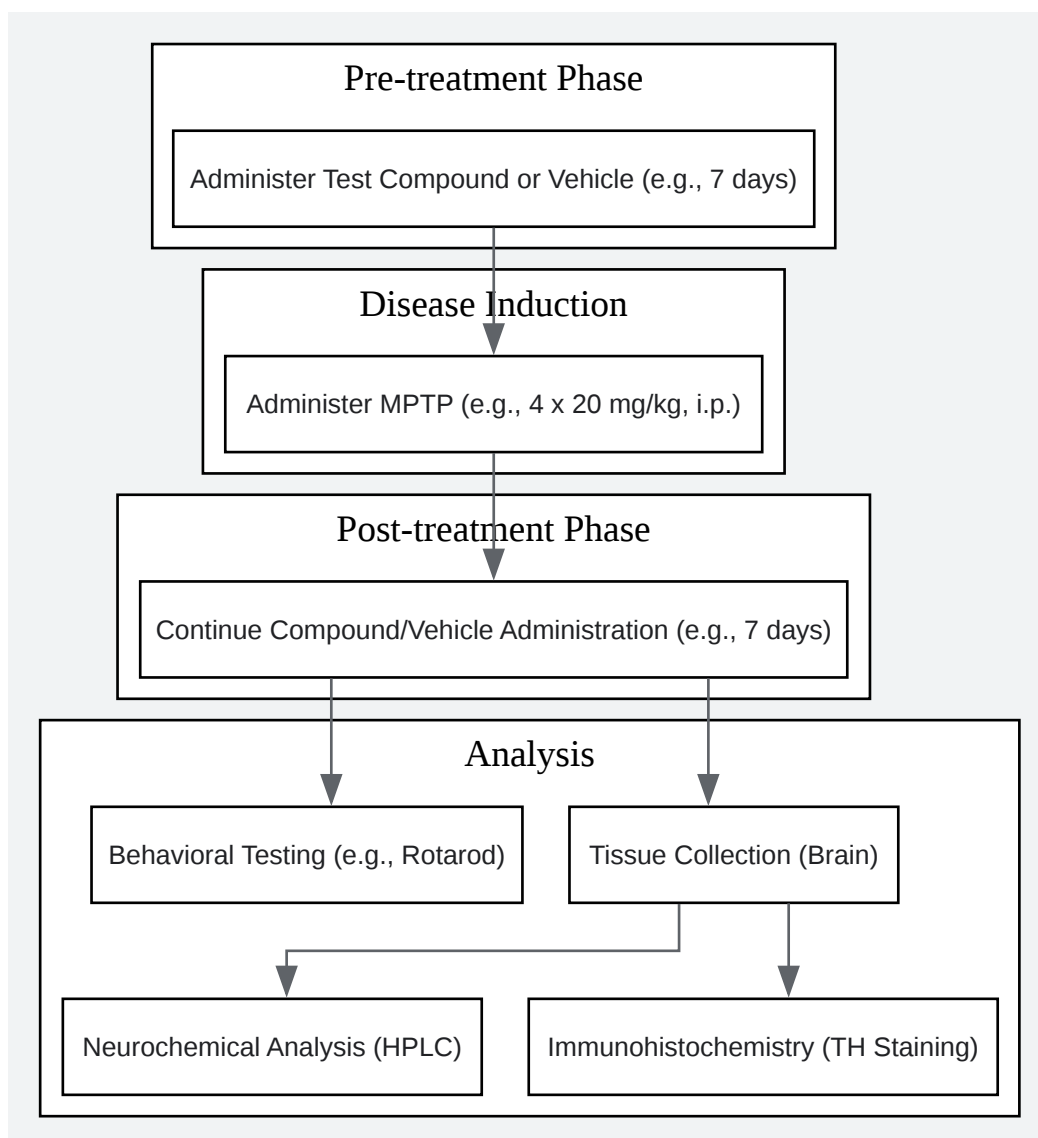 Pre-treatment Phase
Administer Test Compound or Vehicle (e.g., 7 days)
Disease Induction
Administer MPTP (e.g., 4 x 20 mg/kg, i.p.)
Post-treatment Phase
Continue Compound/Vehicle Administration (e.g., 7 days)
Analysis
Behavioral Testing (e.g., Rotarod)
Tissue Collection (Brain)
Neurochemical Analysis (HPLC)
Immunohistochemistry (TH Staining)